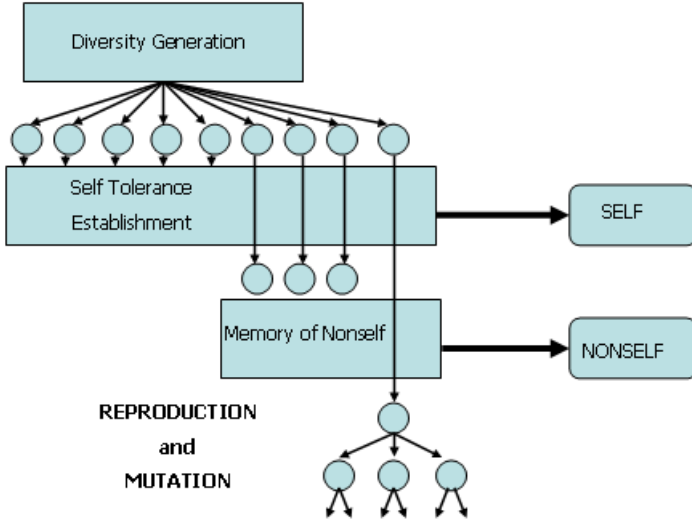 Diversity Generation
Self Tolerance
Establishment
SELF
Memory of Nonself
NONSELF
REPRODUCTION
and
MUTATION